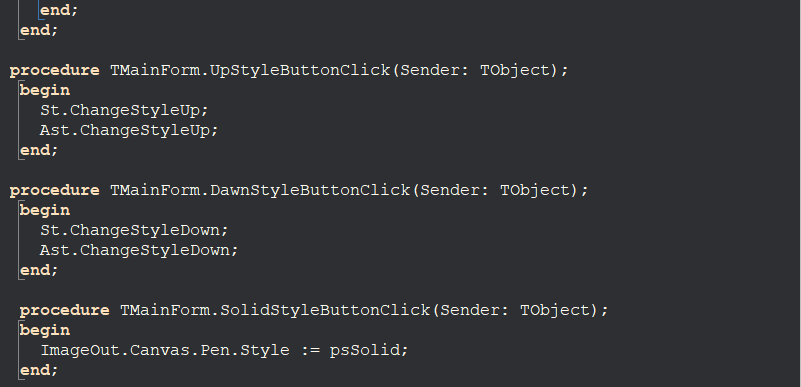 end;
end;
procedure TMainForm.UpStyleButtonClick(Sender: TObject);
begin
St.ChangeStyleUp;
Ast.ChangeStyleUp;
end;
procedure TMainForm.DawnStyleButtonClick(Sender: TObject);
begin
St.ChangeStyleDown;
Ast.ChangeStyleDown;
end;
procedure TMainForm.SolidStyleButtonClick(Sender: TObject);
begin
ImageOut.Canvas.Pen.Style := psSolid;
end;